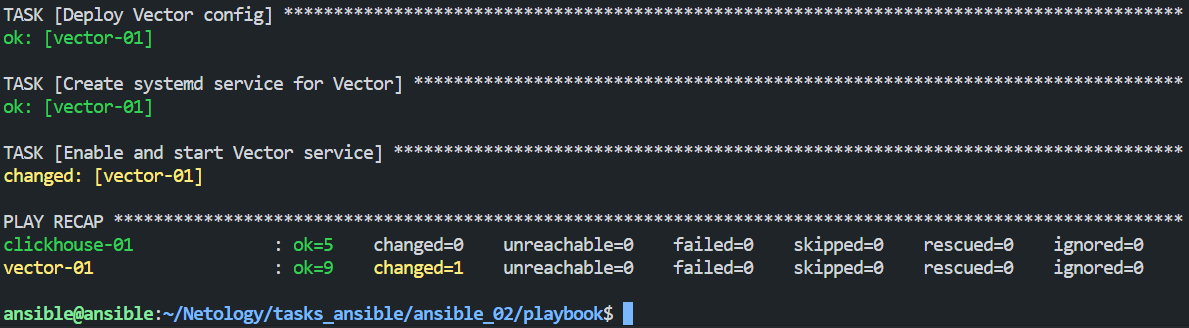 TASK [Deploy Vector config] ******************************************************************************************
ok: [vector-01]
TASK [Create systemd service for Vector] *****************************************************************************
ok: [vector-01]
TASK [Enable and start Vector service] *******************************************************************************
changed: [vector-01]
PLAY RECAP ***********************************************************************************************************
clickhouse-01              : ok=5    changed=0    unreachable=0    failed=0    skipped=0    rescued=0    ignored=0
vector-01                  : ok=9    changed=1    unreachable=0    failed=0    skipped=0    rescued=0    ignored=0
ansible@ansible:~/Netology/tasks_ansible/ansible_02/playbook$